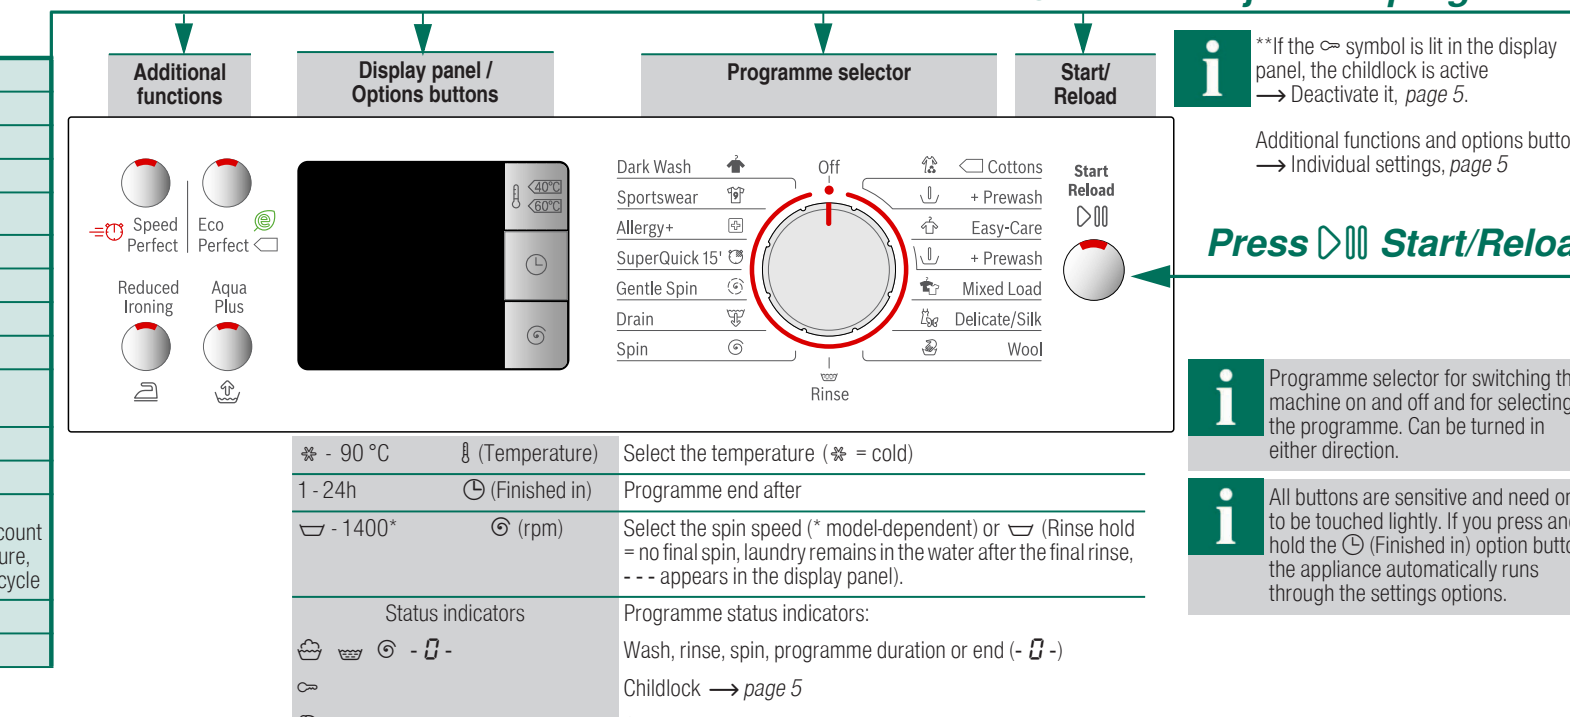 count
ure,
cycle
Additional
functions
Display panel /
Options buttons
Programme selector
Start/
Reload
**If the symbol is lit in the display
panel, the childlock is active
⟶ Deactivate it, page 5.
Additional functions and options butto
⟶ Individual settings, page 5
Speed
Perfect
Eco
Perfect
Reduced
Ironing
Aqua
Plus
40°C
60°C
Dark Wash
Sportswear
Allergy+
SuperQuick 15'
Gentle Spin
Drain
Spin
Off
Rinse
Cottons
+ Prewash
Easy-Care
+ Prewash
Mixed Load
Delicate/Silk
Wool
Start
Reload
Press Start/Reloa
Programme selector for switching th
machine on and off and for selecting
the programme. Can be turned in
either direction.
All buttons are sensitive and need on
to be touched lightly. If you press and
hold the (Finished in) option butto
the appliance automatically runs
through the settings options.
- 90 °C (Temperature) Select the temperature ( = cold)
1 - 24h (Finished in) Programme end after
- 1400* (rpm) Select the spin speed (* model-dependent) or (Rinse hold
= no final spin, laundry remains in the water after the final rinse,
- - - appears in the display panel).
Status indicators Programme status indicators:
- 0 - Wash, rinse, spin, programme duration or end (- 0 -)
Childlock ⟶ page 5